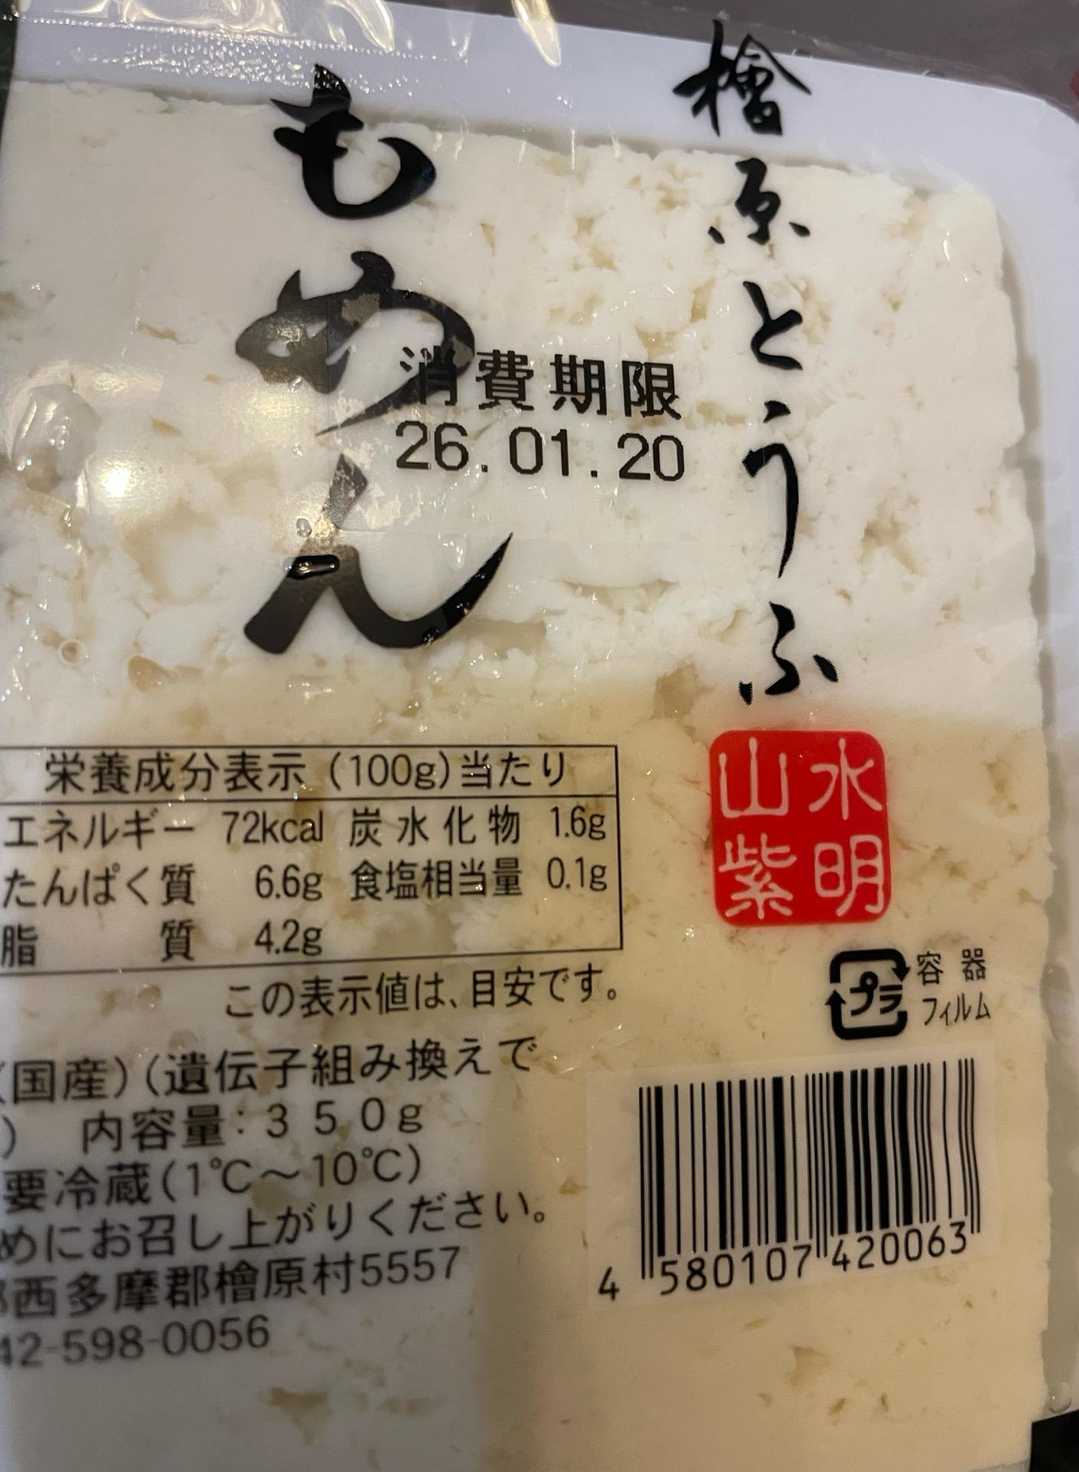 檜原とうふ
もめん
消費期限
26.01.20
栄養成分表示(100g)当たり
エネルギー 72kcal 炭水化物 1.6g
たんぱく質 6.6g 食塩相当量 0.1g
脂質 4.2g
この表示値は、目安です。
山紫
水明
プラ
容器
フィルム
(国産)(遺伝子組み換えで
) 内容量:350g
要冷蔵(1℃〜10℃)
めにお召し上がりください。
西多摩郡檜原村5557
42-598-0056
4 580107 420063